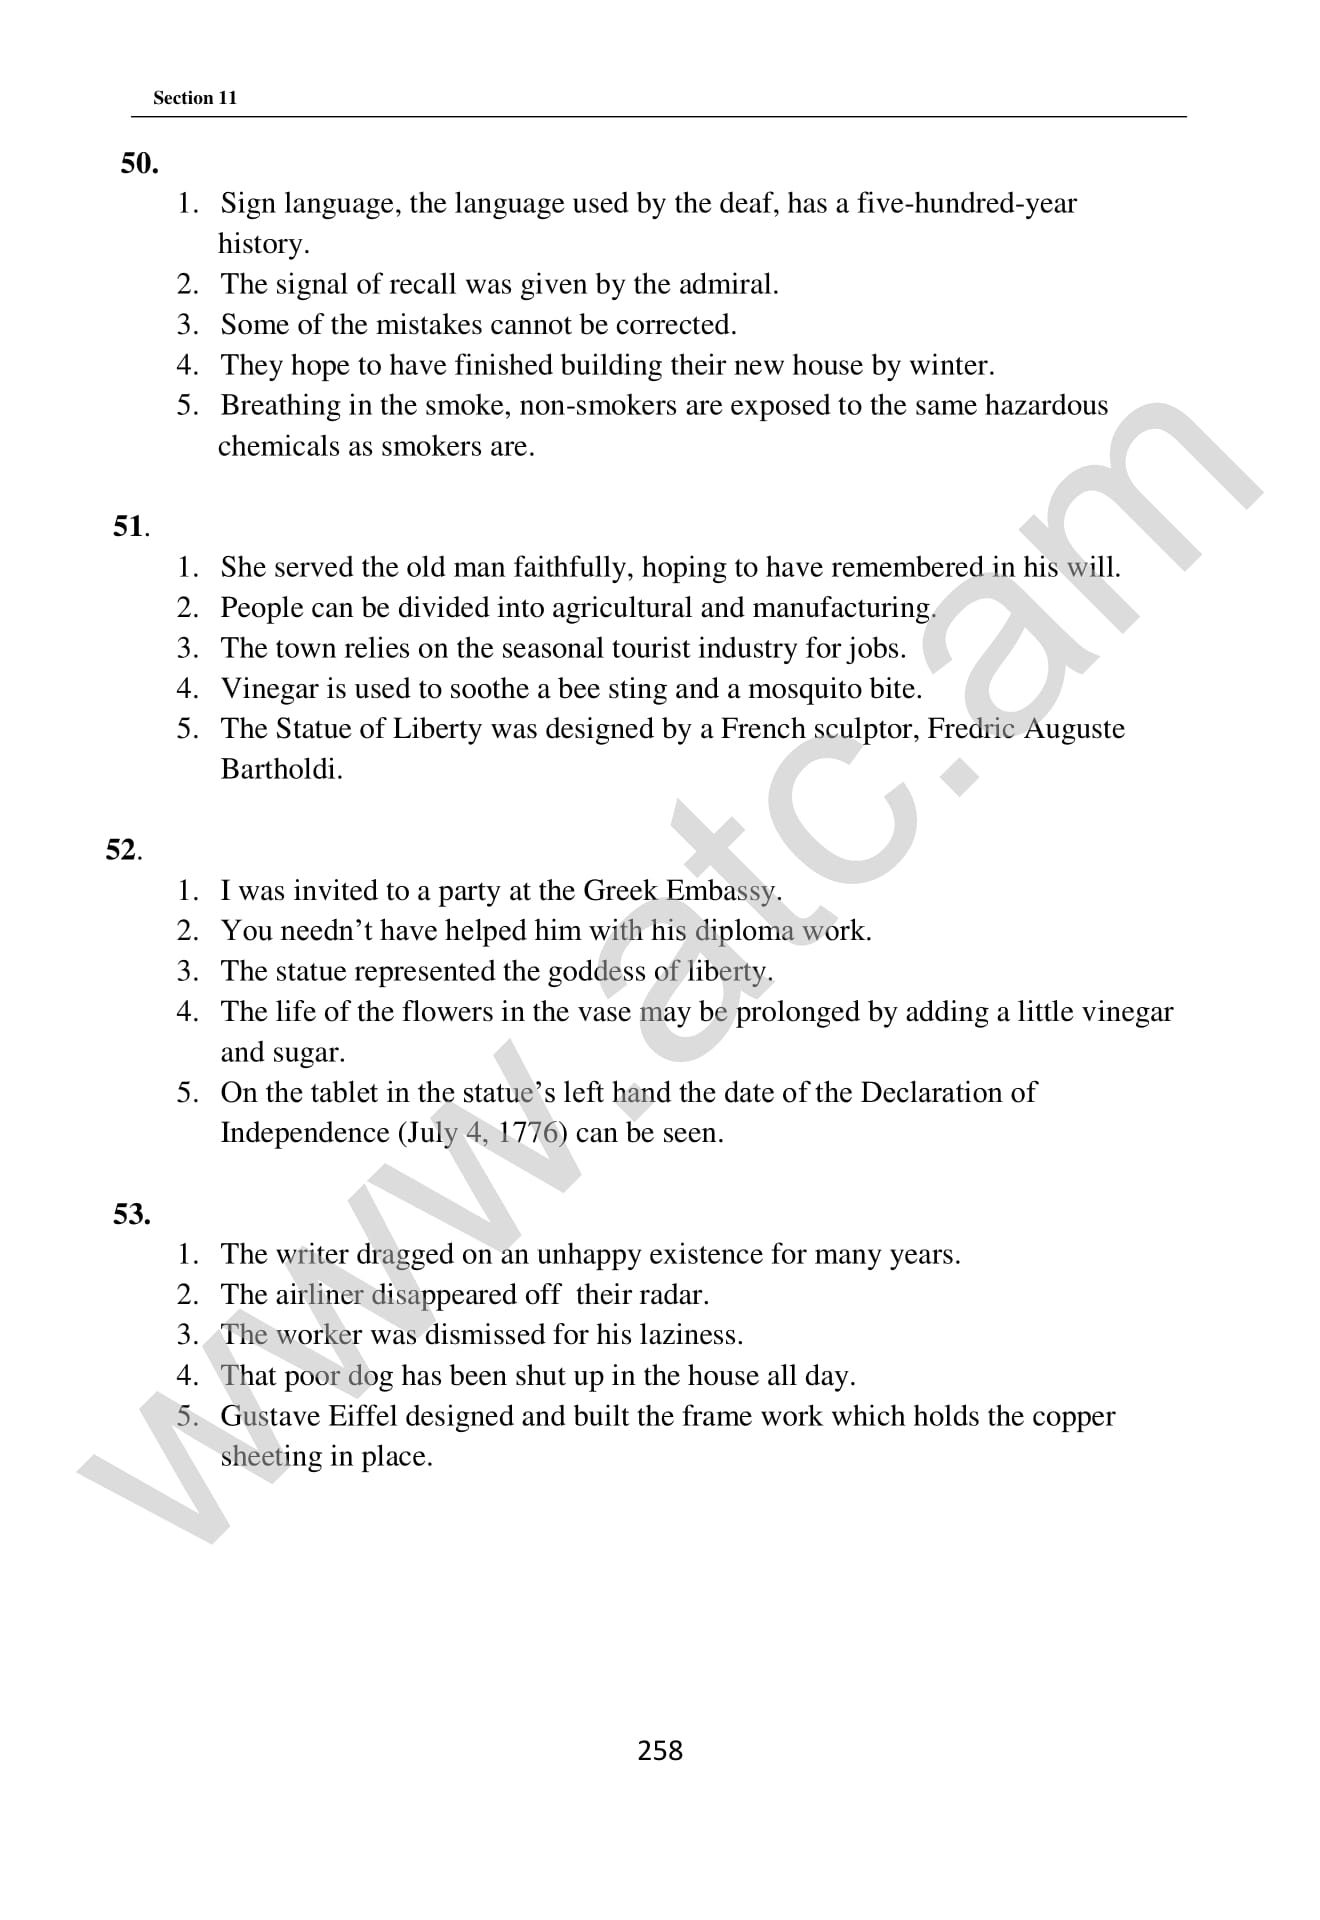 Section 11
50.
1. Sign language, the language used by the deaf, has a five-hundred-year
history.
2. The signal of recall was given by the admiral.
3. Some of the mistakes cannot be corrected.
4. They hope to have finished building their new house by winter.
5. Breathing in the smoke, non-smokers are exposed to the same hazardous
chemicals as smokers are.
51.
1. She served the old man faithfully, hoping to have remembered in his will.
2. People can be divided into agricultural and manufacturing.
3. The town relies on the seasonal tourist industry for jobs.
4. Vinegar is used to soothe a bee sting and a mosquito bite.
5. The Statue of Liberty was designed by a French sculptor, Fredric Auguste
Bartholdi.
52.
1. I was invited to a party at the Greek Embassy.
2. You needn’t have helped him with his diploma work.
3. The statue represented the goddess of liberty.
4. The life of the flowers in the vase may be prolonged by adding a little vinegar
and sugar.
5. On the tablet in the statue’s left hand the date of the Declaration of
Independence (July 4, 1776) can be seen.
53.
1. The writer dragged on an unhappy existence for many years.
2. The airliner disappeared off their radar.
3. The worker was dismissed for his laziness.
4. That poor dog has been shut up in the house all day.
5. Gustave Eiffel designed and built the frame work which holds the copper
sheeting in place.
258
www.atc.am